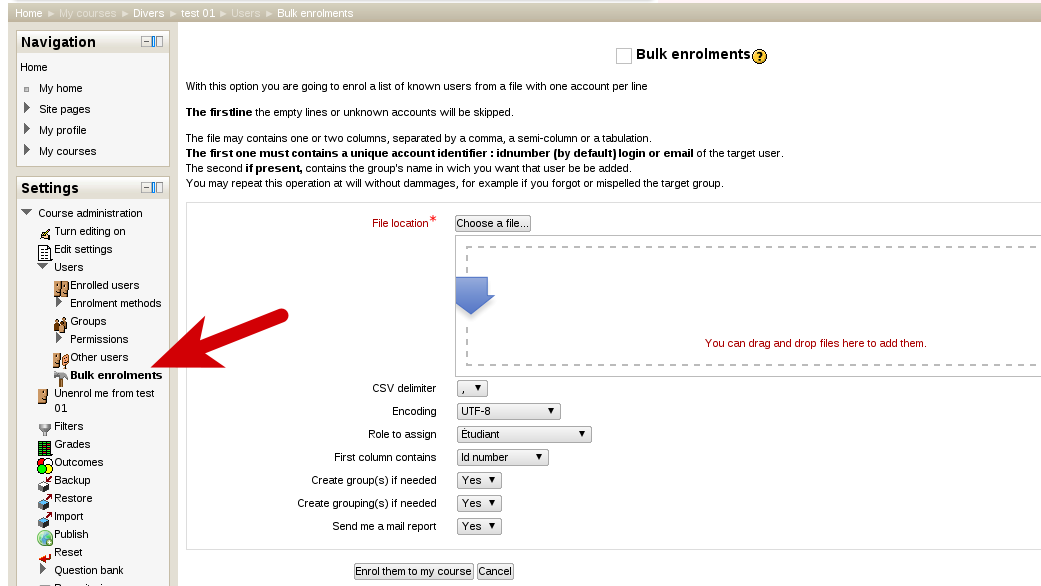 Home ► My courses ► Divers ► test 01 ► Users ► Bulk enrolments
Navigation
Home
My home
Site pages
My profile
My courses
Settings
Course administration
Turn editing on
Edit settings
Users
Enrolled users
Enrolment methods
Groups
Permissions
Other users
Bulk enrolments
Unenrol me from test
01
Filters
Grades
Outcomes
Backup
Restore
Import
Publish
Reset
Question bank
Bulk enrolments
With this option you are going to enrol a list of known users from a file with one account per line
The firstline the empty lines or unknown accounts will be skipped.
The file may contains one or two columns, separated by a comma, a semi-column or a tabulation.
The first one must contains a unique account identifier : idnumber (by default) login or email of the target user.
The second if present, contains the group's name in wich you want that user be be added.
You may repeat this operation at will without dammages, for example if you forgot or mispelled the target group.
File location* Choose a file...
You can drag and drop files here to add them.
CSV delimiter ,
Encoding UTF-8
Role to assign Étudiant
First column contains Id number
Create group(s) if needed Yes
Create grouping(s) if needed Yes
Send me a mail report Yes
Enrol them to my course Cancel